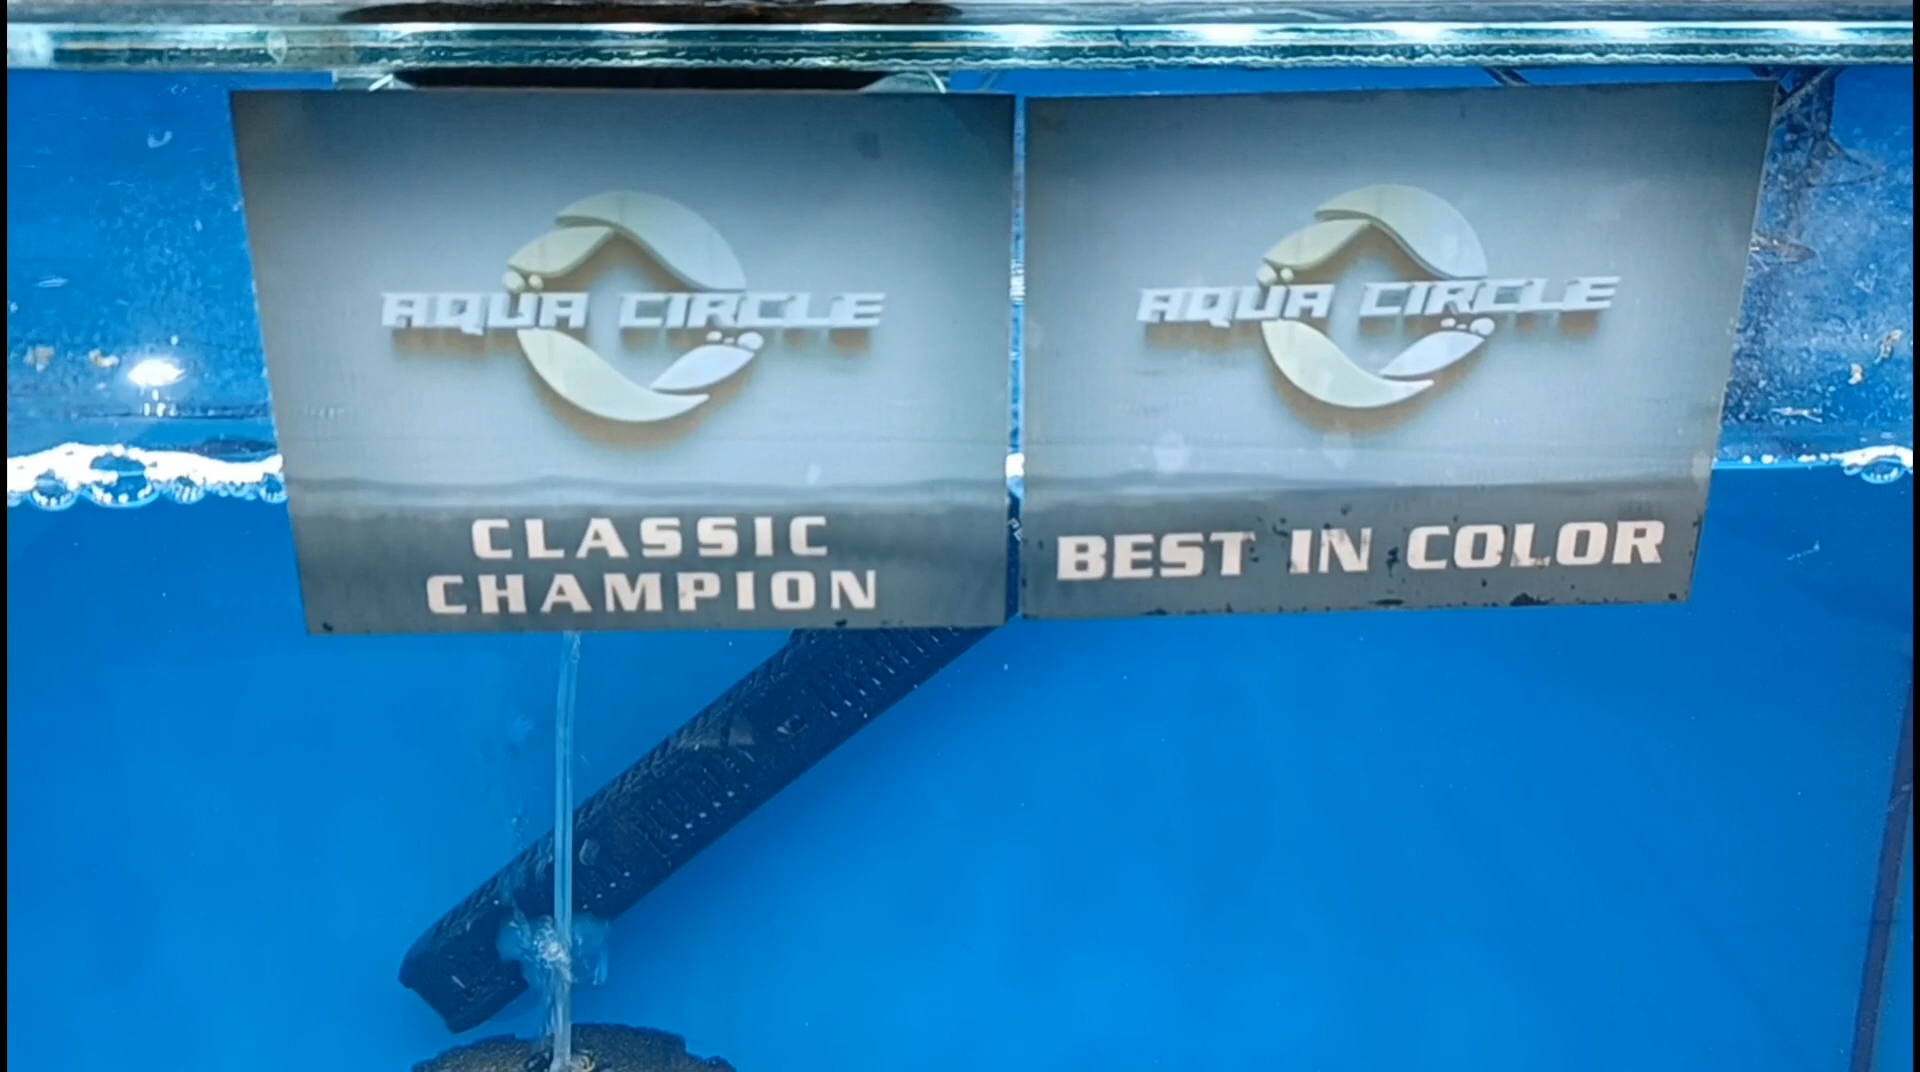 AQUA CIRCLE
CLASSIC
CHAMPION
AQUA CIRCLE
BEST IN COLOR